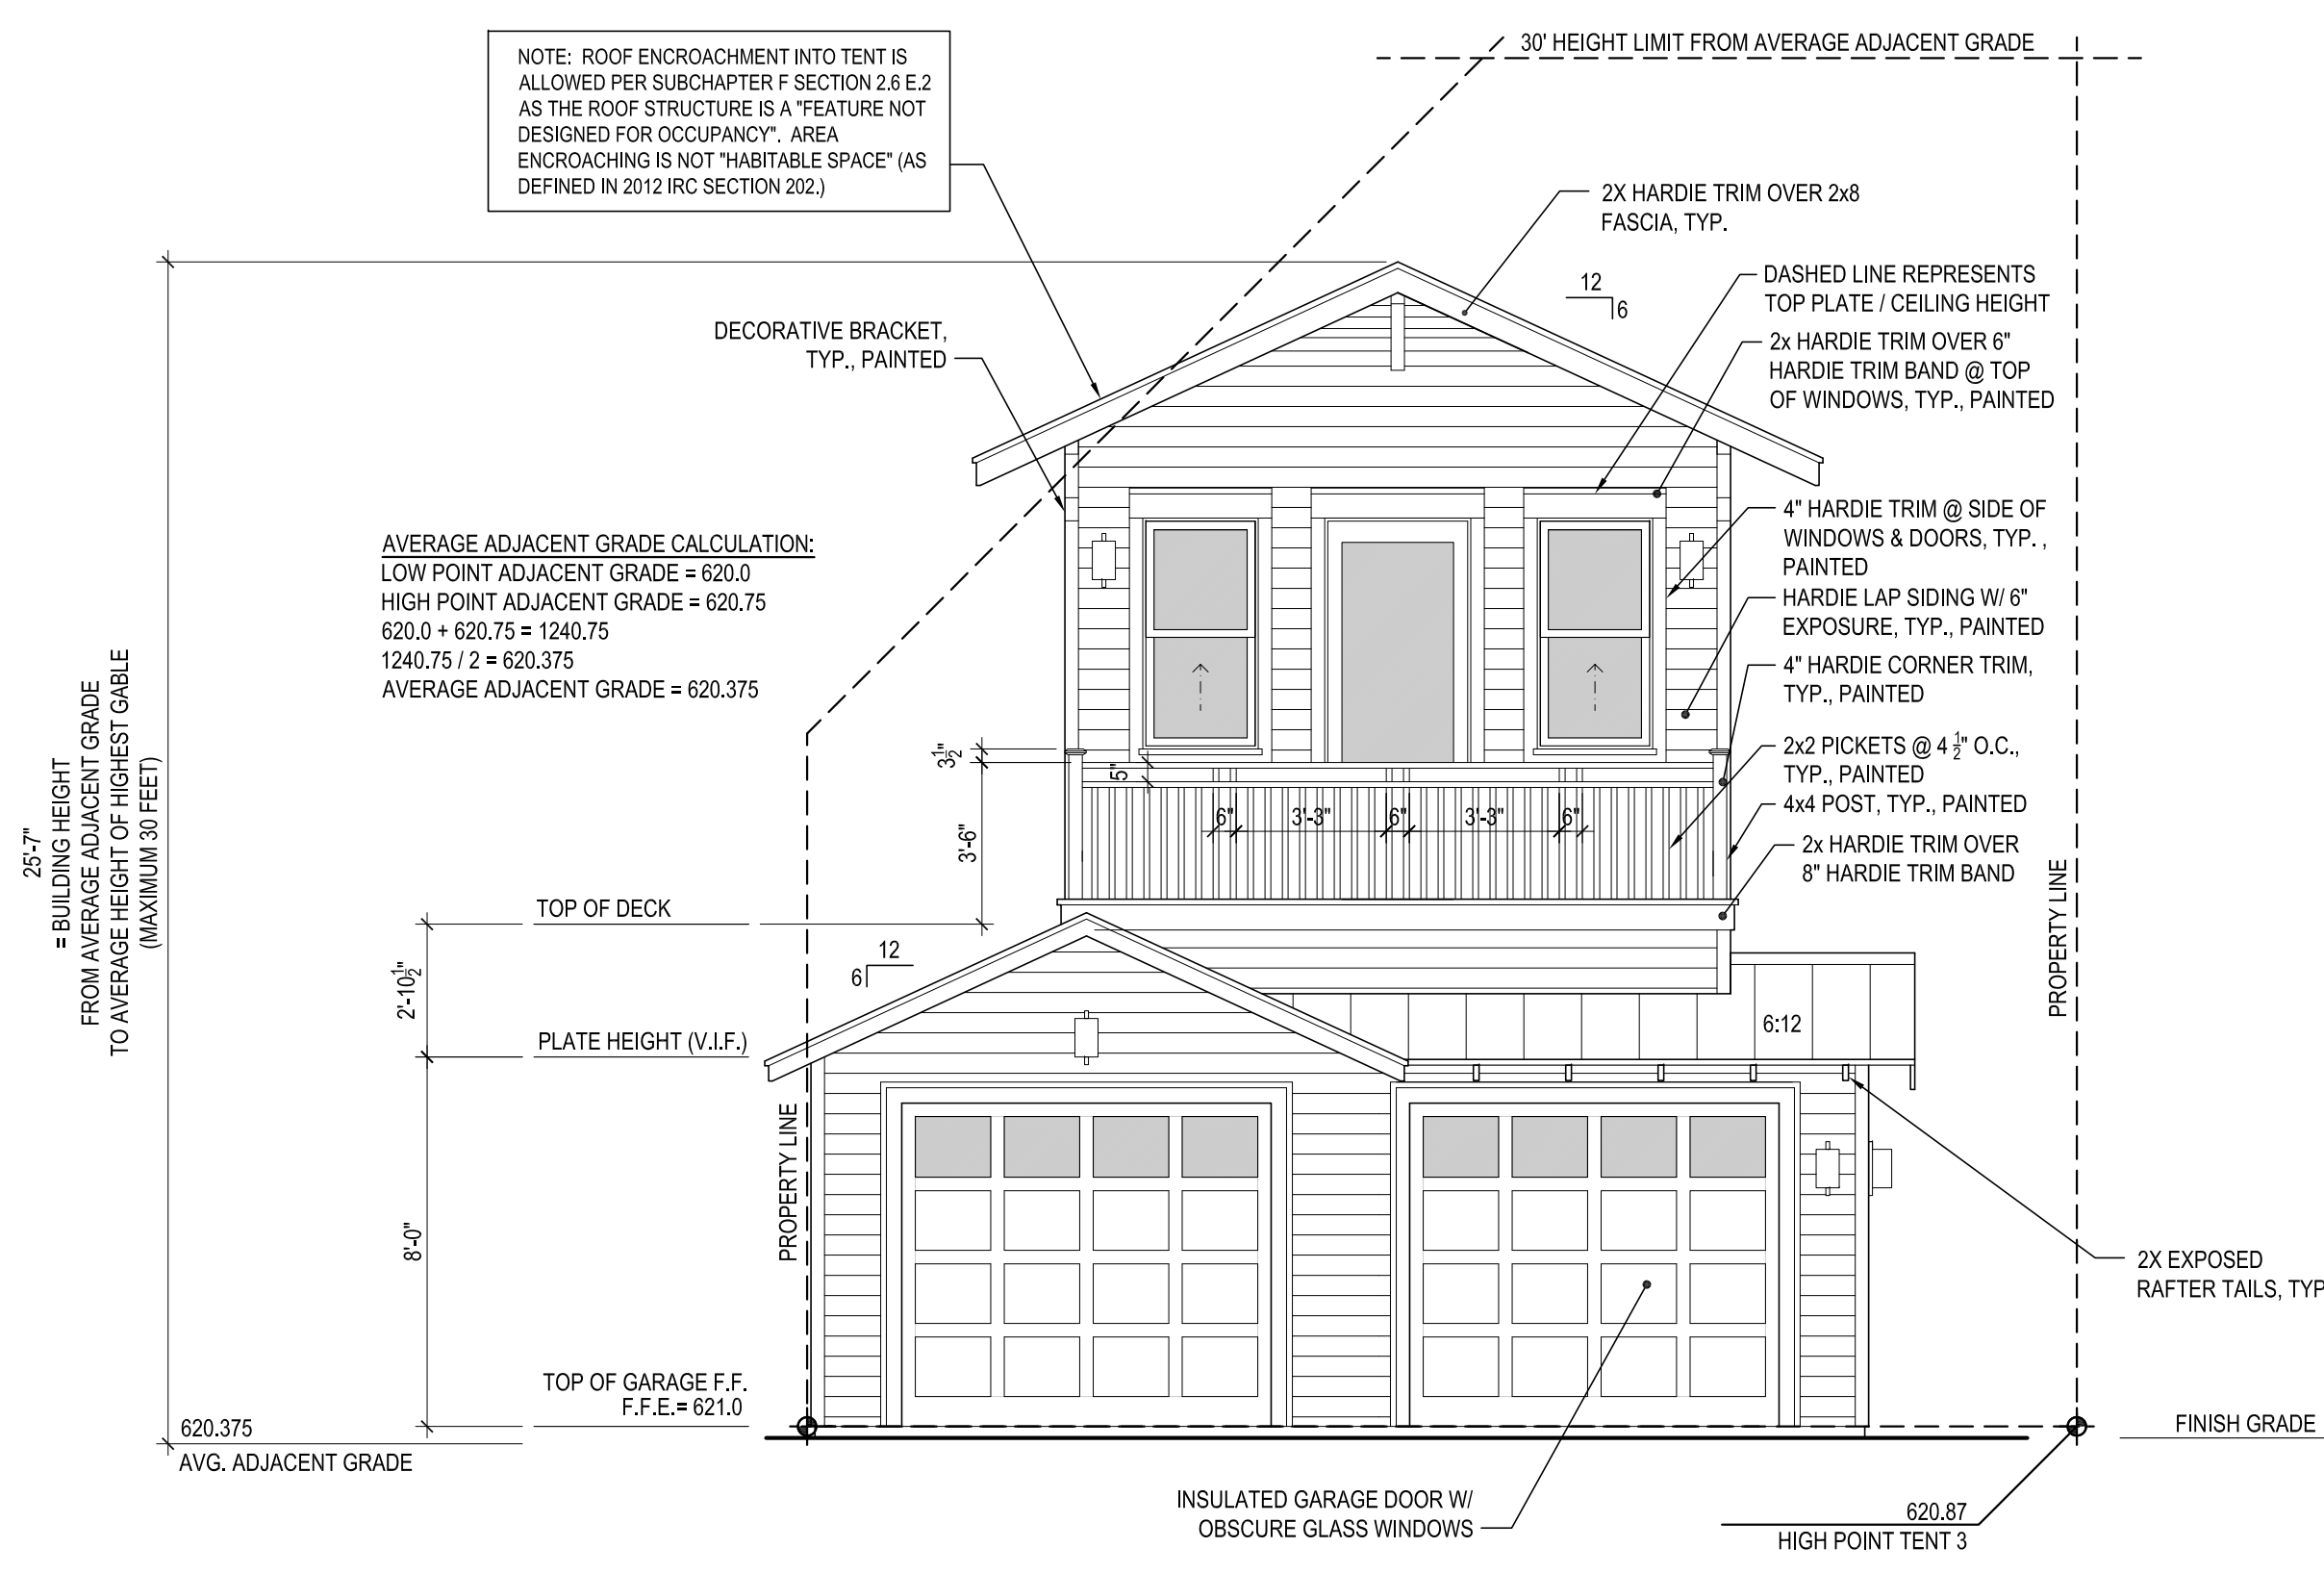 30' HEIGHT LIMIT FROM AVERAGE ADJACENT GRADE
NOTE: ROOF ENCROACHMENT INTO TENT IS
ALLOWED PER SUBCHAPTER F SECTION 2.6 E.2
AS THE ROOF STRUCTURE IS A "FEATURE NOT
DESIGNED FOR OCCUPANCY". AREA
ENCROACHING IS NOT "HABITABLE SPACE" (AS
DEFINED IN 2012 IRC SECTION 202.)
2X HARDIE TRIM OVER 2x8
FASCIA, TYP.
12
6
DASHED LINE REPRESENTS
TOP PLATE / CEILING HEIGHT
DECORATIVE BRACKET,
TYP., PAINTED
2x HARDIE TRIM OVER 6"
HARDIE TRIM BAND @ TOP
OF WINDOWS, TYP., PAINTED
4" HARDIE TRIM @ SIDE OF
WINDOWS & DOORS, TYP. ,
PAINTED
HARDIE LAP SIDING W/ 6"
EXPOSURE, TYP., PAINTED
4" HARDIE CORNER TRIM,
TYP., PAINTED
2x2 PICKETS @ 4 ½" O.C.,
TYP., PAINTED
4x4 POST, TYP., PAINTED
2x HARDIE TRIM OVER
8" HARDIE TRIM BAND
AVERAGE ADJACENT GRADE CALCULATION:
LOW POINT ADJACENT GRADE = 620.0
HIGH POINT ADJACENT GRADE = 620.75
620.0 + 620.75 = 1240.75
1240.75 / 2 = 620.375
AVERAGE ADJACENT GRADE = 620.375
25'-7"
= BUILDING HEIGHT
FROM AVERAGE ADJACENT GRADE
TO AVERAGE HEIGHT OF HIGHEST GABLE
(MAXIMUM 30 FEET)
3½"
5"
3'-6"
6"
3'-3"
6"
3'-3"
6"
TOP OF DECK
12
6
2'-10½"
PLATE HEIGHT (V.I.F.)
6:12
PROPERTY LINE
PROPERTY LINE
8'-0"
2X EXPOSED
RAFTER TAILS, TYP
TOP OF GARAGE F.F.
F.F.E.= 621.0
620.375
AVG. ADJACENT GRADE
FINISH GRADE
INSULATED GARAGE DOOR W/
OBSCURE GLASS WINDOWS
620.87
HIGH POINT TENT 3